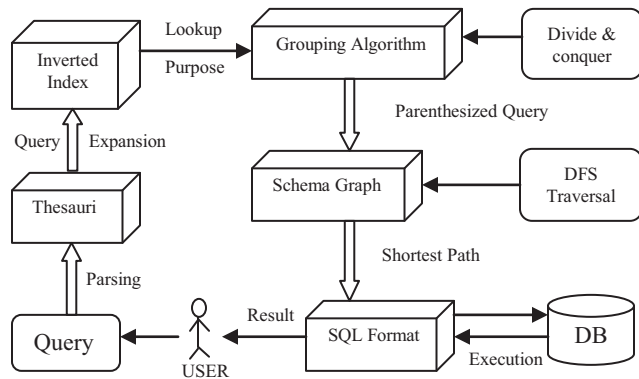 Inverted
Index
Lookup
Purpose
Grouping Algorithm
Divide &
conquer
Query Expansion
Parenthesized Query
Thesauri
Schema Graph
DFS
Traversal
Parsing
Shortest Path
Query
USER
Result
SQL Format
Execution
DB